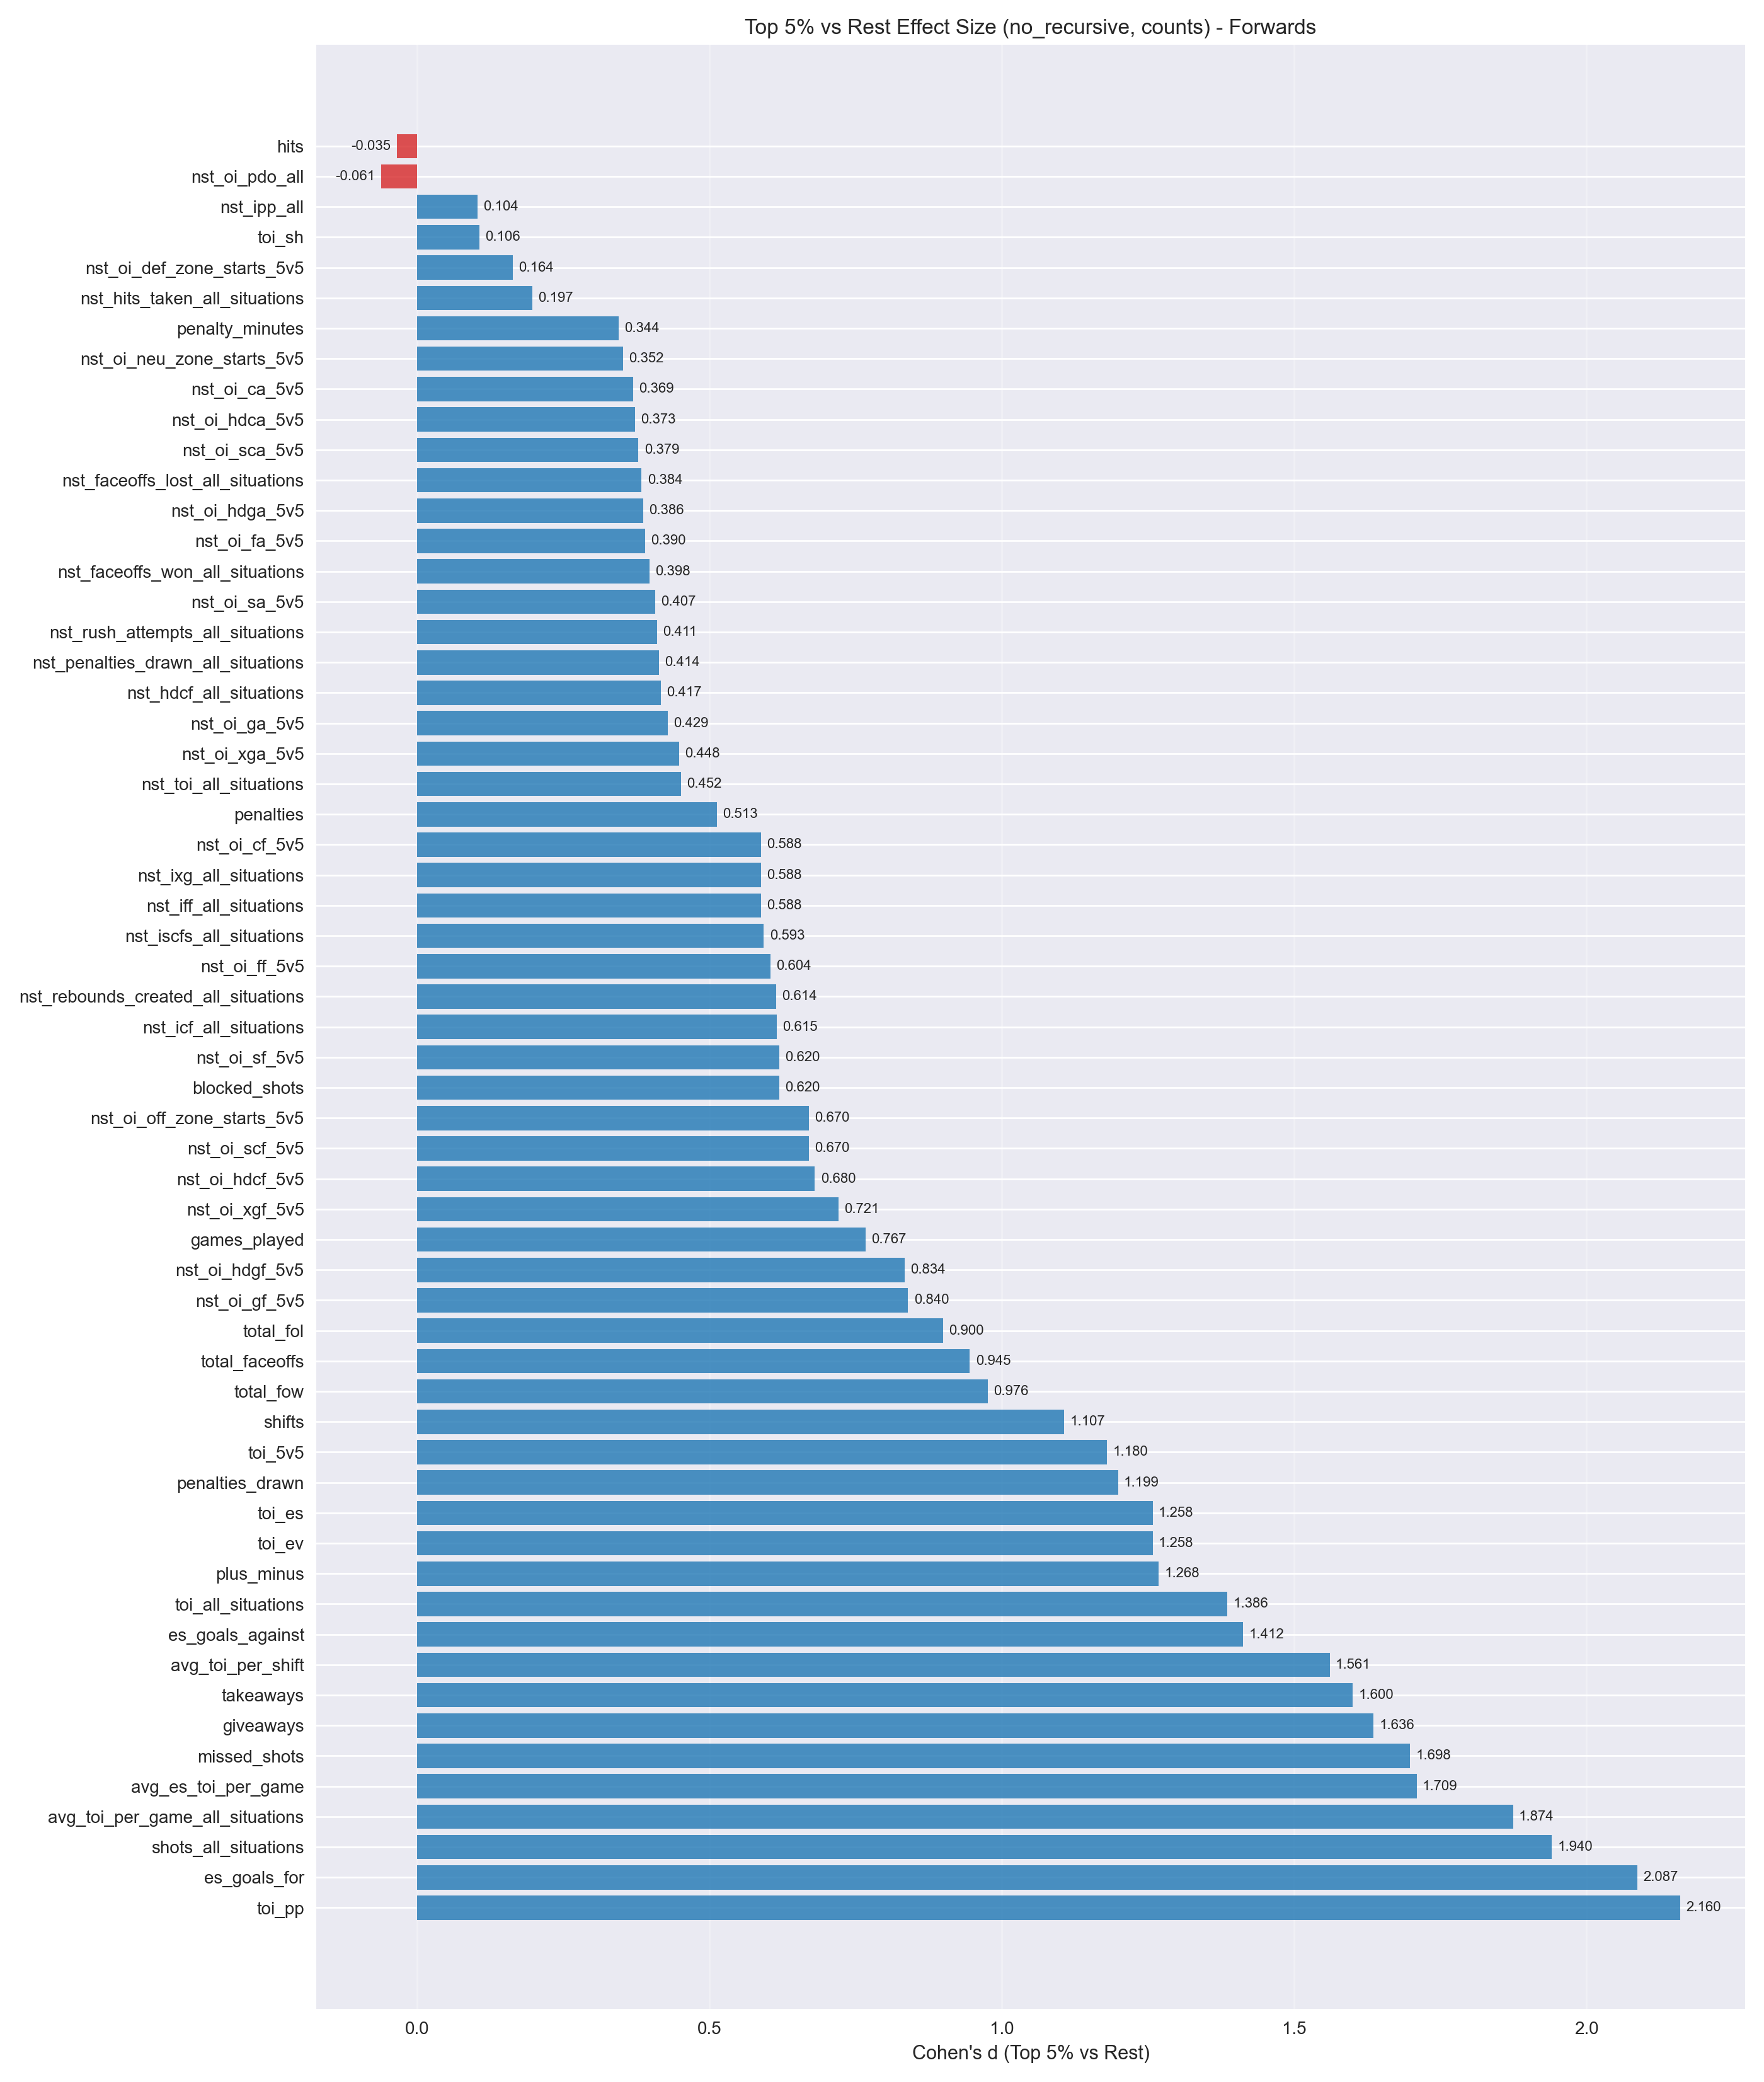 Top 5% vs Rest Effect Size (no_recursive, counts) - Forwards
hits -0.035
nst_oi_pdo_all -0.061
nst_ipp_all 0.104
toi_sh 0.106
nst_oi_def_zone_starts_5v5 0.164
nst_hits_taken_all_situations 0.197
penalty_minutes 0.344
nst_oi_neu_zone_starts_5v5 0.352
nst_oi_ca_5v5 0.369
nst_oi_hdca_5v5 0.373
nst_oi_sca_5v5 0.379
nst_faceoffs_lost_all_situations 0.384
nst_oi_hdga_5v5 0.386
nst_oi_fa_5v5 0.390
nst_faceoffs_won_all_situations 0.398
nst_oi_sa_5v5 0.407
nst_rush_attempts_all_situations 0.411
nst_penalties_drawn_all_situations 0.414
nst_hdcf_all_situations 0.417
nst_oi_ga_5v5 0.429
nst_oi_xga_5v5 0.448
nst_toi_all_situations 0.452
penalties 0.513
nst_oi_cf_5v5 0.588
nst_ixg_all_situations 0.588
nst_iff_all_situations 0.588
nst_iscfs_all_situations 0.593
nst_oi_ff_5v5 0.604
nst_rebounds_created_all_situations 0.614
nst_icf_all_situations 0.615
nst_oi_sf_5v5 0.620
blocked_shots 0.620
nst_oi_off_zone_starts_5v5 0.670
nst_oi_scf_5v5 0.670
nst_oi_hdcf_5v5 0.680
nst_oi_xgf_5v5 0.721
games_played 0.767
nst_oi_hdgf_5v5 0.834
nst_oi_gf_5v5 0.840
total_fol 0.900
total_faceoffs 0.945
total_fow 0.976
shifts 1.107
toi_5v5 1.180
penalties_drawn 1.199
toi_es 1.258
toi_ev 1.258
plus_minus 1.268
toi_all_situations 1.386
es_goals_against 1.412
avg_toi_per_shift 1.561
takeaways 1.600
giveaways 1.636
missed_shots 1.698
avg_es_toi_per_game 1.709
avg_toi_per_game_all_situations 1.874
shots_all_situations 1.940
es_goals_for 2.087
toi_pp 2.160
0.0 0.5 1.0 1.5 2.0
Cohen's d (Top 5% vs Rest)